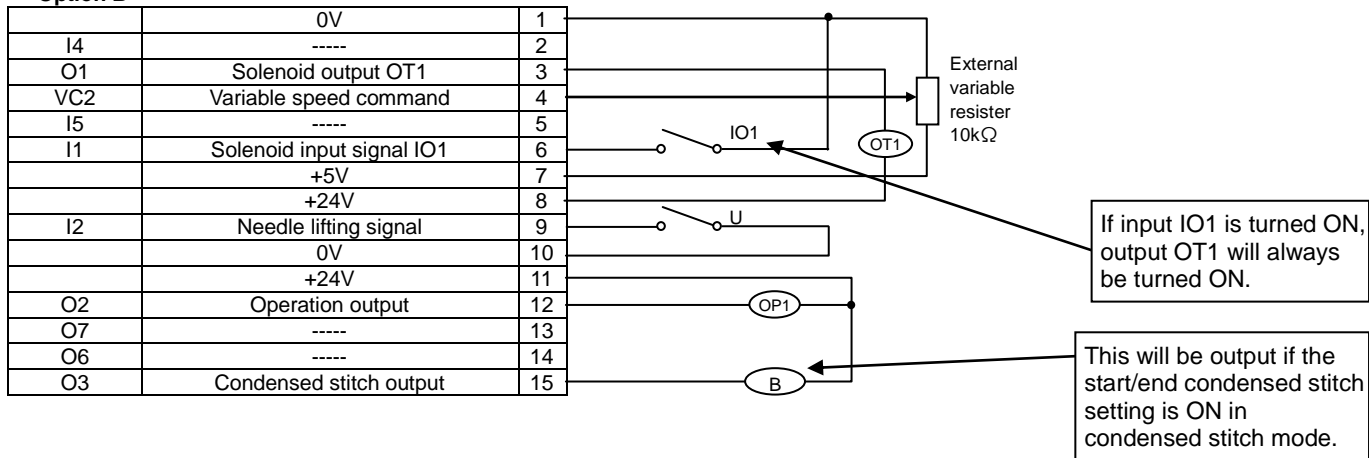 0V 1
I4 ----- 2
O1 Solenoid output OT1 3
VC2 Variable speed command 4
I5 ----- 5
I1 Solenoid input signal IO1 6
+5V 7
+24V 8
I2 Needle lifting signal 9
0V 10
+24V 11
O2 Operation output 12
O7 ----- 13
O6 ----- 14
O3 Condensed stitch output 15
IO1
OT1
U
OP1
B
External
variable
resister
10kΩ
If input IO1 is turned ON,
output OT1 will always
be turned ON.
This will be output if the
start/end condensed stitch
setting is ON in
condensed stitch mode.